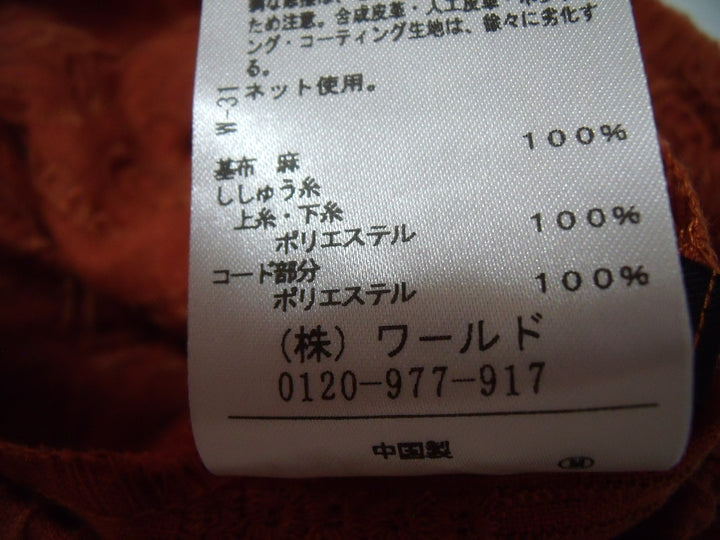 ため注意。合成皮革・人工皮革・
ング・コーティング生地は、徐々に劣化す
る。
ネット使用。
W-31
基布 麻 100%
ししゅう糸
上糸・下糸
ポリエステル 100%
コード部分
ポリエステル 100%
(株) ワールド
0120-977-917
中国製
M